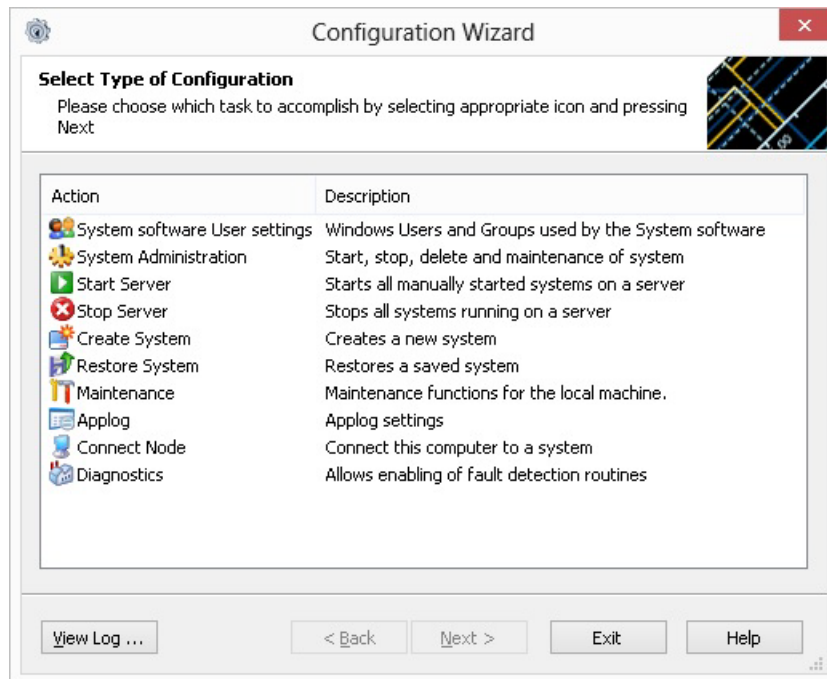 Configuration Wizard
Select Type of Configuration
Please choose which task to accomplish by selecting appropriate icon and pressing
Next
Action Description
System software User settings Windows Users and Groups used by the System software
System Administration Start, stop, delete and maintenance of system
Start Server Starts all manually started systems on a server
Stop Server Stops all systems running on a server
Create System Creates a new system
Restore System Restores a saved system
Maintenance Maintenance functions for the local machine.
Applog Applog settings
Connect Node Connect this computer to a system
Diagnostics Allows enabling of fault detection routines
View Log ... < Back Next > Exit Help